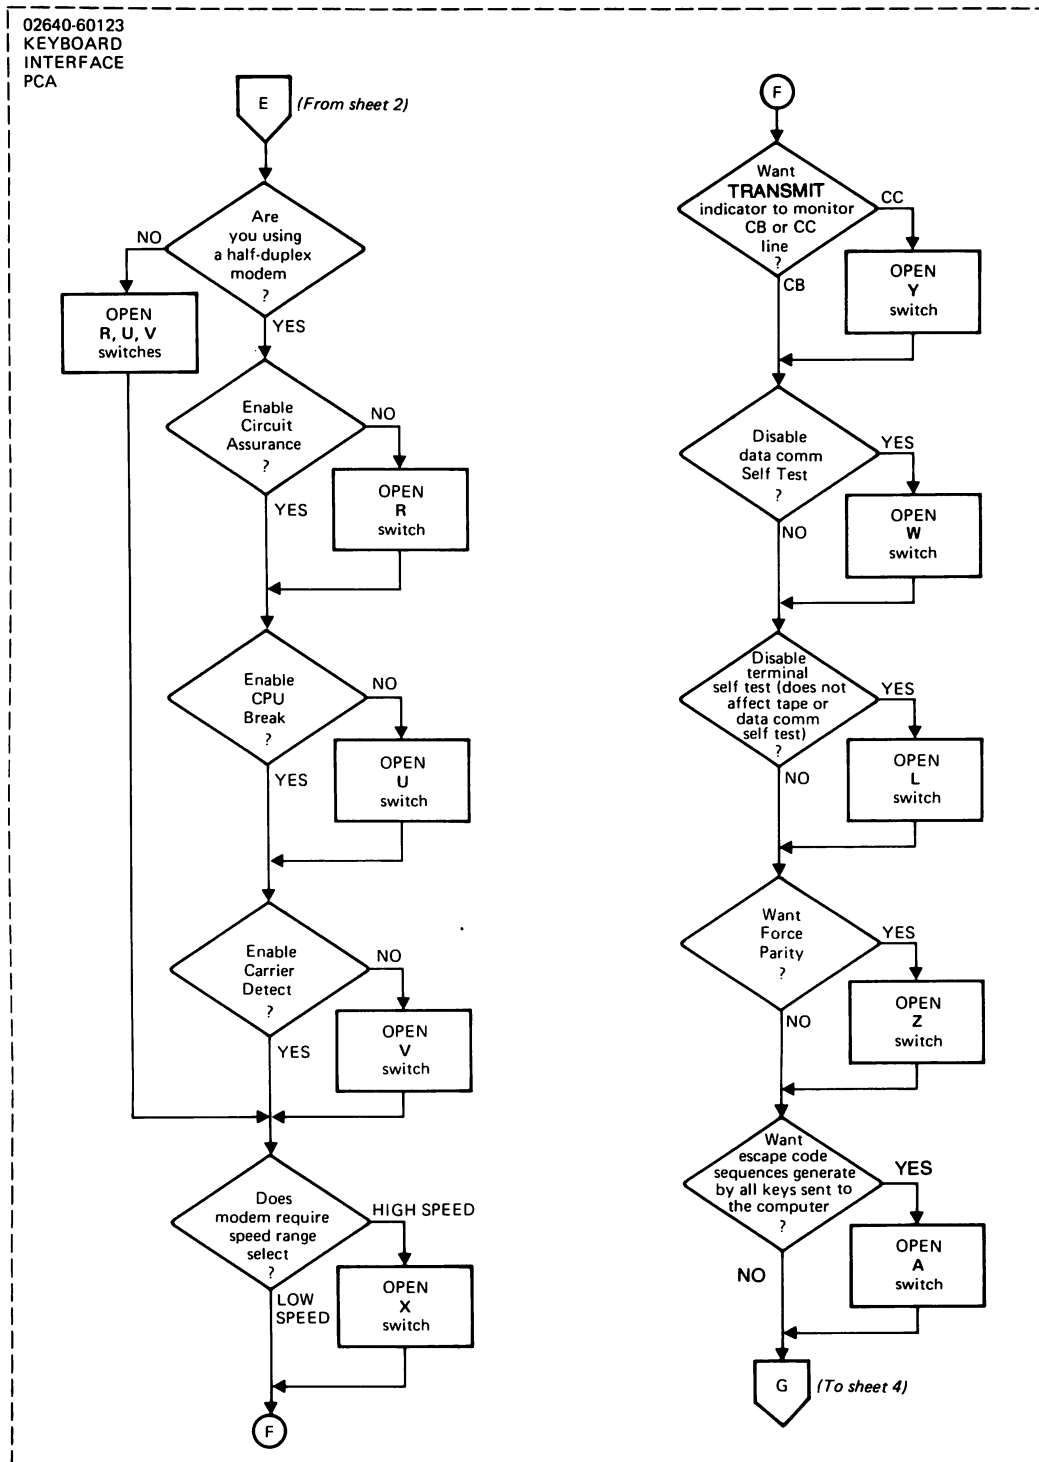 02640-60123
KEYBOARD
INTERFACE
PCA
E
(From sheet 2)
Are
you using
a half-duplex
modem
?
NO
OPEN
R, U, V
switches
YES
Enable
Circuit
Assurance
?
NO
OPEN
R
switch
YES
Enable
CPU
Break
?
NO
OPEN
U
switch
YES
Enable
Carrier
Detect
?
NO
OPEN
V
switch
YES
Does
modem require
speed range
select
?
HIGH SPEED
OPEN
X
switch
LOW
SPEED
F
F
Want
TRANSMIT
indicator to monitor
CB or CC
line
?
CC
OPEN
Y
switch
CB
Disable
data comm
Self Test
?
YES
OPEN
W
switch
NO
Disable
terminal
self test (does not
affect tape or
data comm
self test)
?
YES
OPEN
L
switch
NO
Want
Force
Parity
?
YES
OPEN
Z
switch
NO
Want
escape code
sequences generate
by all keys sent to
the computer
?
YES
OPEN
A
switch
NO
G
(To sheet 4)